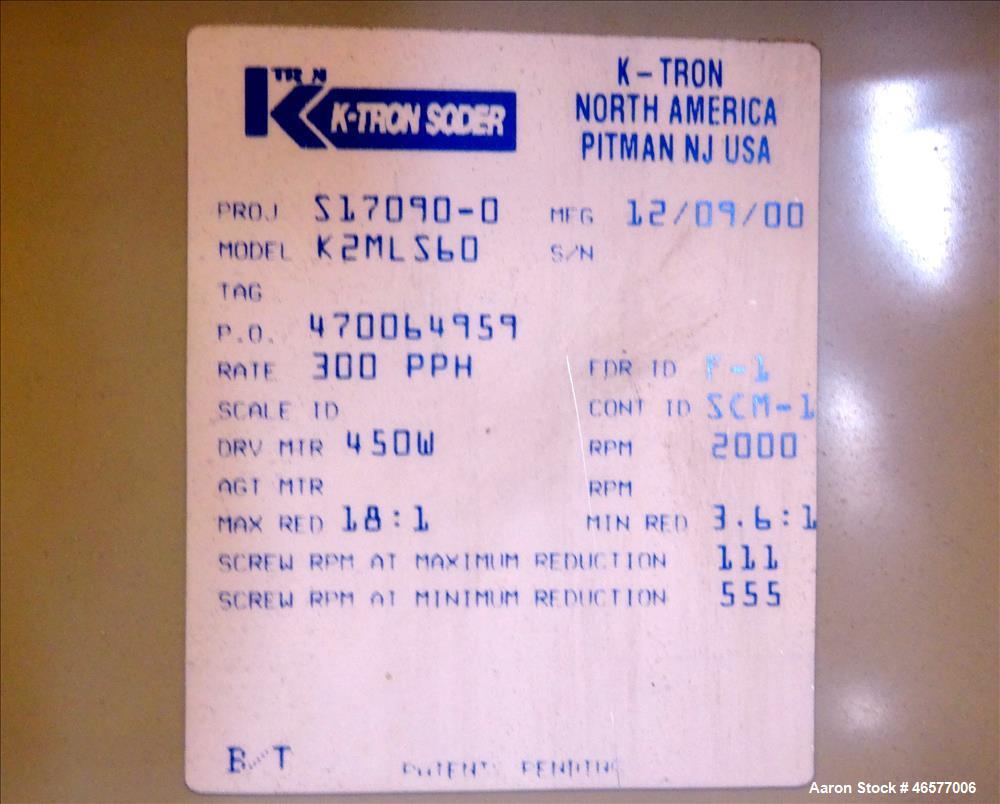 K-TRON SODER
K-TRON
NORTH AMERICA
PITMAN NJ USA
PROJ S17090-0 MFG 12/09/00
MODEL K2MLS60 S/N
TAG
P.O. 470064959
RATE 300 PPH FDR ID F-1
SCALE ID CONT ID SCM-1
DRV MTR 450W RPM 2000
AGT MTR RPM
MAX RED 18:1 MIN RED 3.6:1
SCREW RPM AT MAXIMUM REDUCTION 111
SCREW RPM AT MINIMUM REDUCTION 555
PATENT PENDING
Aaron Stock # 46577006